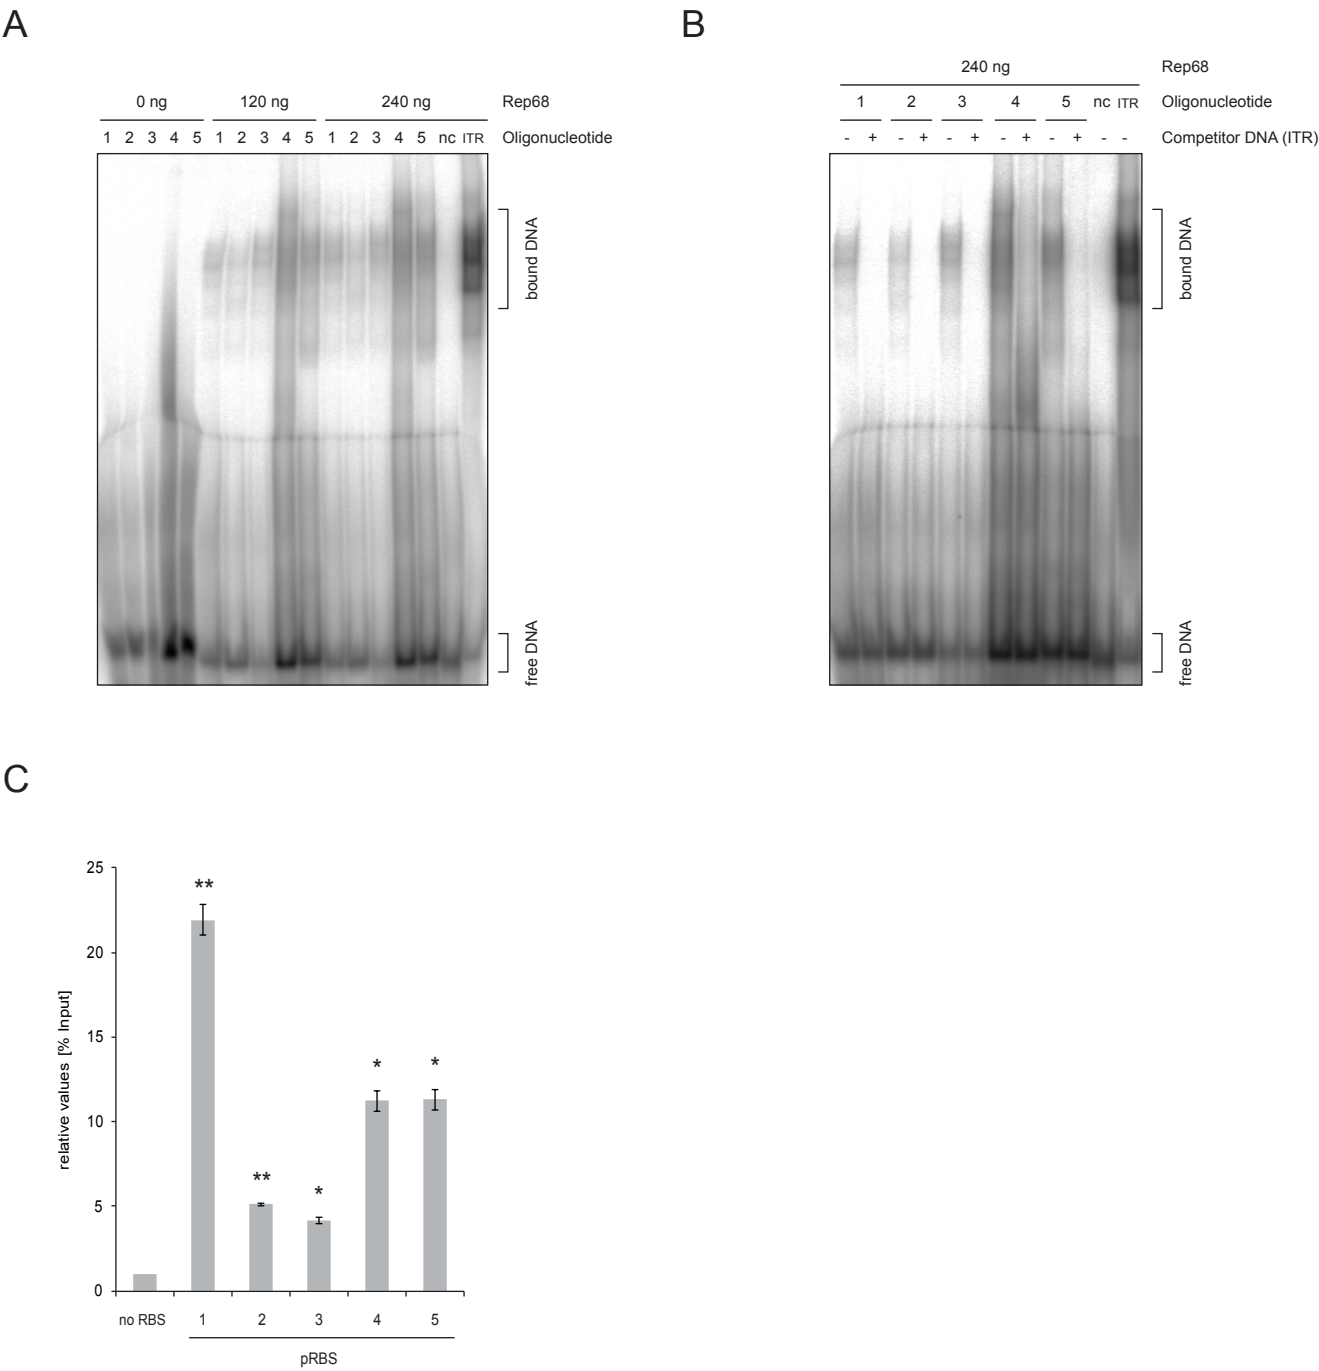 A
0 ng 120 ng 240 ng Rep68
1 2 3 4 5 1 2 3 4 5 1 2 3 4 5 nc ITR Oligonucleotide
bound DNA
free DNA
B
240 ng Rep68
1 2 3 4 5 nc ITR Oligonucleotide
- + - + - + - + - + - - Competitor DNA (ITR)
bound DNA
free DNA
C
relative values [% Input]
25
20
15
10
5
0
** ** * * *
no RBS 1 2 3 4 5
pRBS